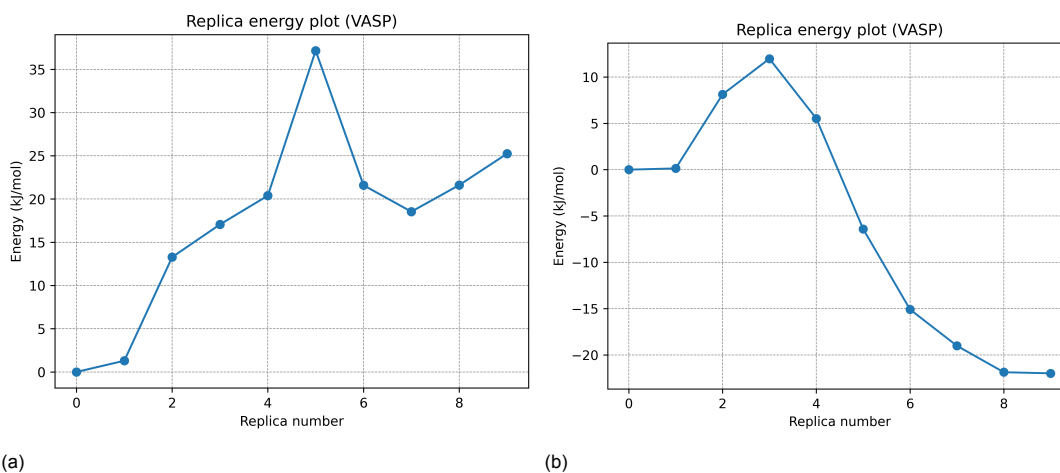 Replica energy plot (VASP)
Energy (kJ/mol)
35
30
25
20
15
10
5
0
0 2 4 6 8
Replica number
(a)
Replica energy plot (VASP)
Energy (kJ/mol)
10
5
0
−5
−10
−15
−20
0 2 4 6 8
Replica number
(b)